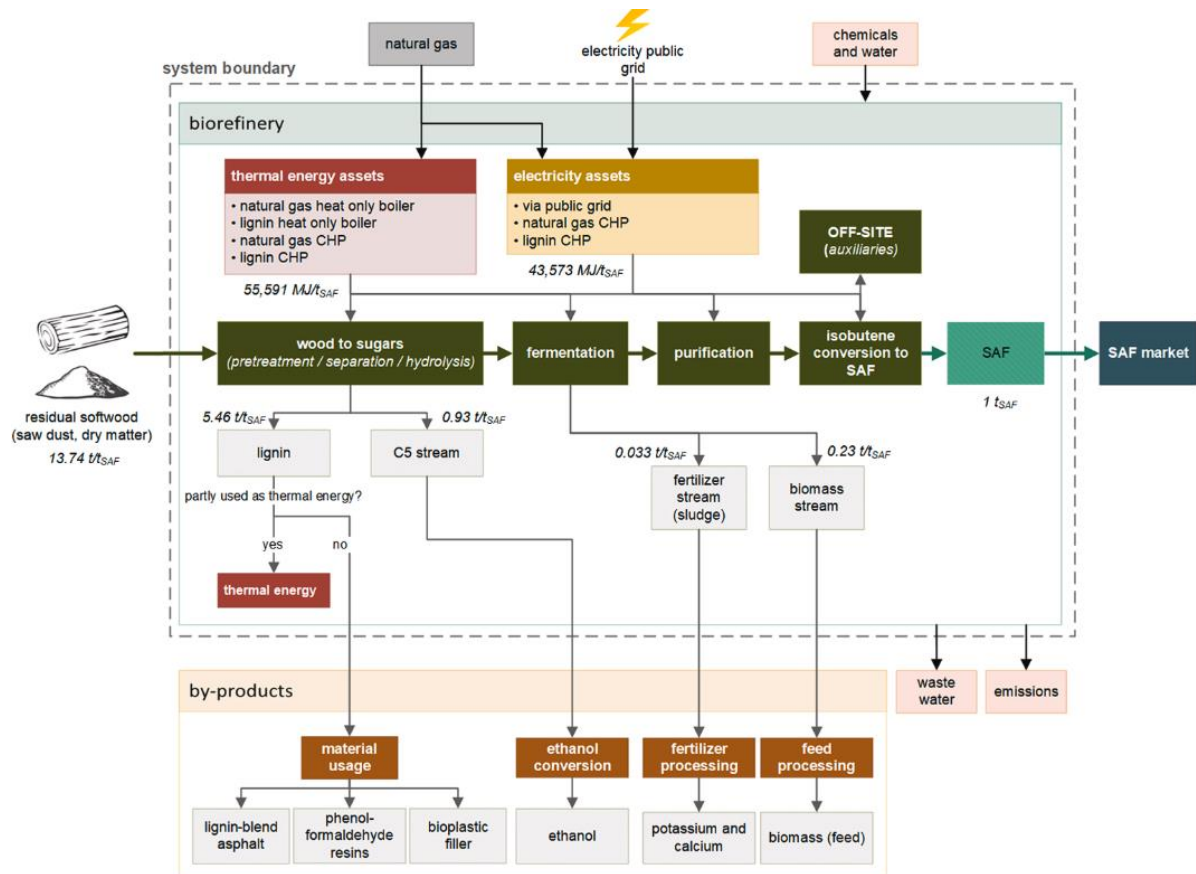 natural gas
electricity public
grid
chemicals
and water
system boundary
biorefinery
thermal energy assets
• natural gas heat only boiler
• lignin heat only boiler
• natural gas CHP
• lignin CHP
electricity assets
• via public grid
• natural gas CHP
• lignin CHP
OFF-SITE
(auxiliaries)
55,591 MJ/tSAF
43,573 MJ/tSAF
wood to sugars
(pretreatment / separation / hydrolysis)
fermentation
purification
isobutene
conversion to
SAF
SAF
SAF market
1 tSAF
residual softwood
(saw dust, dry matter)
13.74 t/tSAF
5.46 t/tSAF
0.93 t/tSAF
lignin
C5 stream
0.033 t/tSAF
0.23 t/tSAF
fertilizer
stream
(sludge)
biomass
stream
partly used as thermal energy?
yes
no
thermal energy
waste
water
emissions
by-products
material
usage
ethanol
conversion
fertilizer
processing
feed
processing
lignin-blend
asphalt
phenol-
formaldehyde
resins
bioplastic
filler
ethanol
potassium and
calcium
biomass (feed)